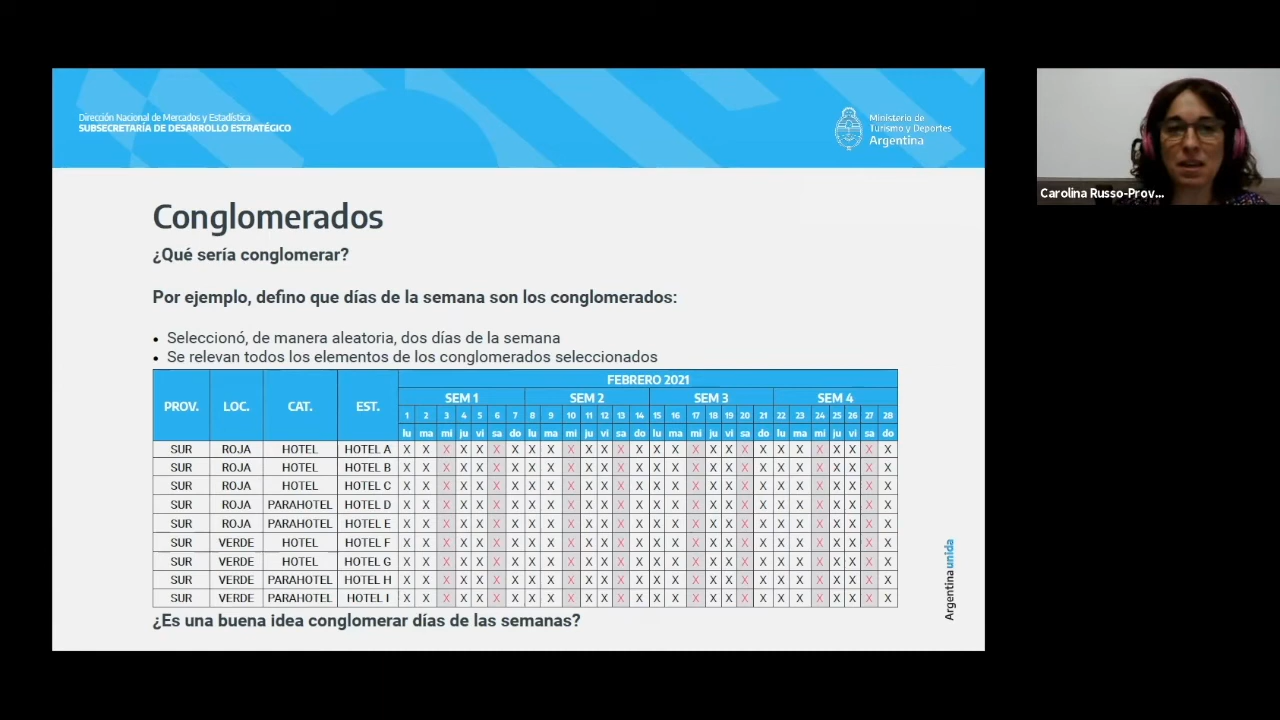 Dirección Nacional de Mercados y Estadística
SUBSECRETARÍA DE DESARROLLO ESTRATÉGICO
Ministerio de
Turismo y Deportes
Argentina
Carolina Russo-Prov...
Conglomerados
¿Qué sería conglomerar?
Por ejemplo, defino que días de la semana son los conglomerados:
• Seleccionó, de manera aleatoria, dos días de la semana
• Se relevan todos los elementos de los conglomerados seleccionados
PROV. LOC. CAT. EST. FEBRERO 2021
SEM 1 SEM 2 SEM 3 SEM 4
1 2 3 4 5 6 7 8 9 10 11 12 13 14 15 16 17 18 19 20 21 22 23 24 25 26 27 28
lu ma mi ju vi sa do lu ma mi ju vi sa do lu ma mi ju vi sa do lu ma mi ju vi sa do
SUR ROJA HOTEL HOTEL A X X X X X X X X X X X X X X X X X X X X X X X X X X X X
SUR ROJA HOTEL HOTEL B X X X X X X X X X X X X X X X X X X X X X X X X X X X X
SUR ROJA HOTEL HOTEL C X X X X X X X X X X X X X X X X X X X X X X X X X X X X
SUR ROJA PARAHOTEL HOTEL D X X X X X X X X X X X X X X X X X X X X X X X X X X X X
SUR ROJA PARAHOTEL HOTEL E X X X X X X X X X X X X X X X X X X X X X X X X X X X X
SUR VERDE HOTEL HOTEL F X X X X X X X X X X X X X X X X X X X X X X X X X X X X
SUR VERDE HOTEL HOTEL G X X X X X X X X X X X X X X X X X X X X X X X X X X X X
SUR VERDE PARAHOTEL HOTEL H X X X X X X X X X X X X X X X X X X X X X X X X X X X X
SUR VERDE PARAHOTEL HOTEL I X X X X X X X X X X X X X X X X X X X X X X X X X X X X
¿Es una buena idea conglomerar días de las semanas?
Argentina unida